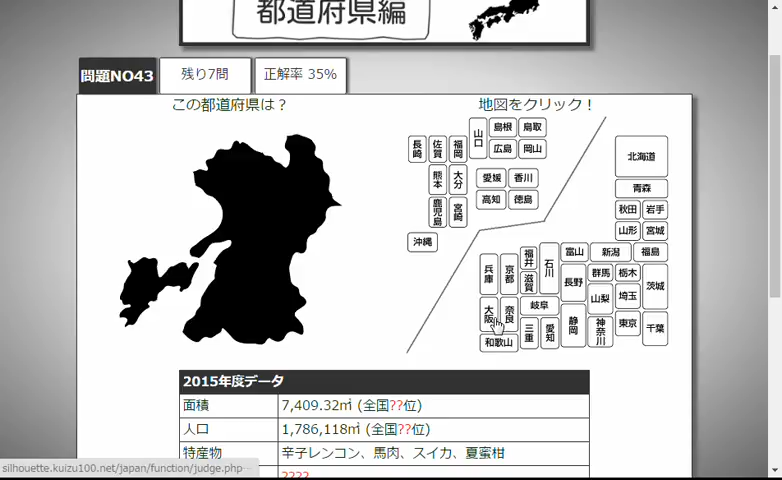 都道府県編
問題NO43
残り7問
正解率 35%
この都道府県は？
地図をクリック！
長崎
佐賀
福岡
山口
島根
鳥取
広島
岡山
熊本
大分
愛媛
香川
鹿児島
宮崎
高知
徳島
沖縄
北海道
青森
秋田
岩手
山形
宮城
兵庫
京都
福井
滋賀
石川
富山
新潟
福島
長野
群馬
栃木
茨城
山梨
埼玉
大阪
奈良
岐阜
静岡
神奈川
東京
千葉
和歌山
三重
愛知
2015年度データ
面積
7,409.32㎡ (全国??位)
人口
1,786,118㎡ (全国??位)
特産物
辛子レンコン、馬肉、スイカ、夏蜜柑
????
silhouette.kuizu100.net/japan/function/judge.php…